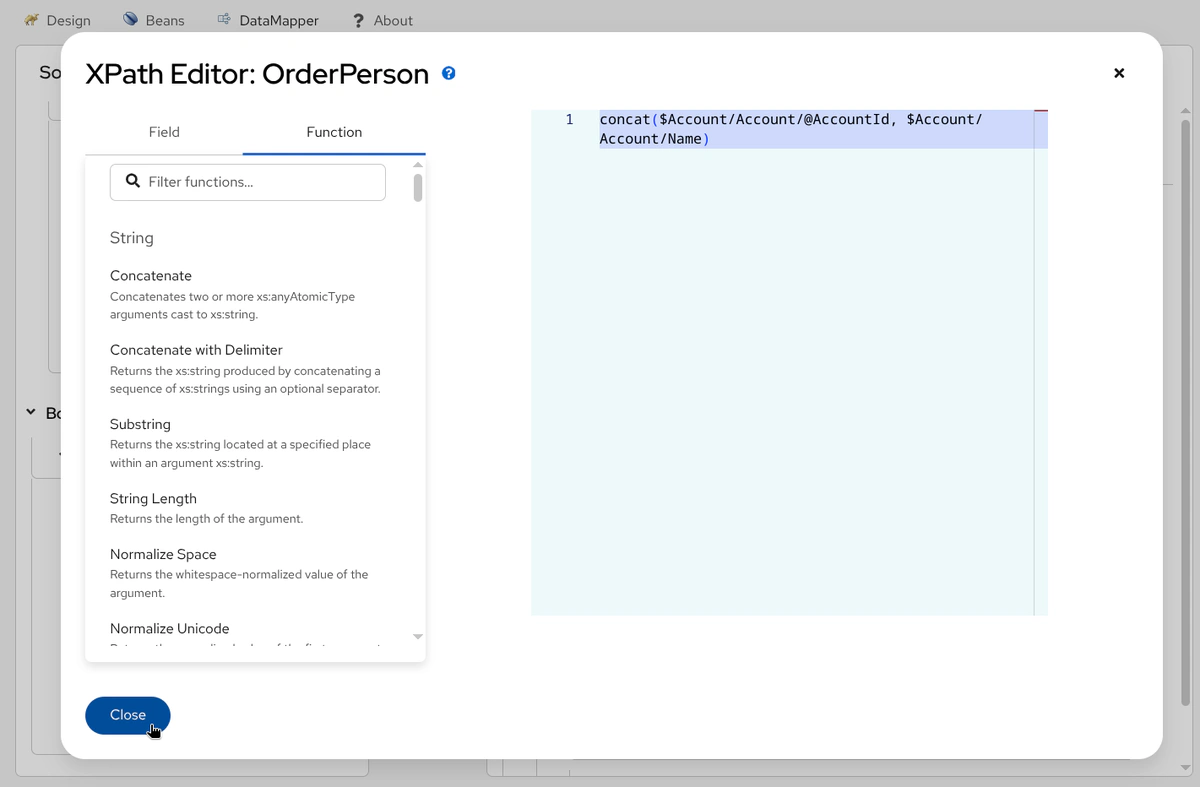 Design Beans DataMapper ? About
So
XPath Editor: OrderPerson ?
Field Function
1 concat($Account/Account/@AccountId, $Account/
Account/Name)
Filter functions...
String
Concatenate
Concatenates two or more xs:anyAtomicType
arguments cast to xs:string.
Concatenate with Delimiter
Returns the xs:string produced by concatenating a
sequence of xs:strings using an optional separator.
Bo
Substring
Returns the xs:string located at a specified place
within an argument xs:string.
String Length
Returns the length of the argument.
Normalize Space
Returns the whitespace-normalized value of the
argument.
Normalize Unicode
Close